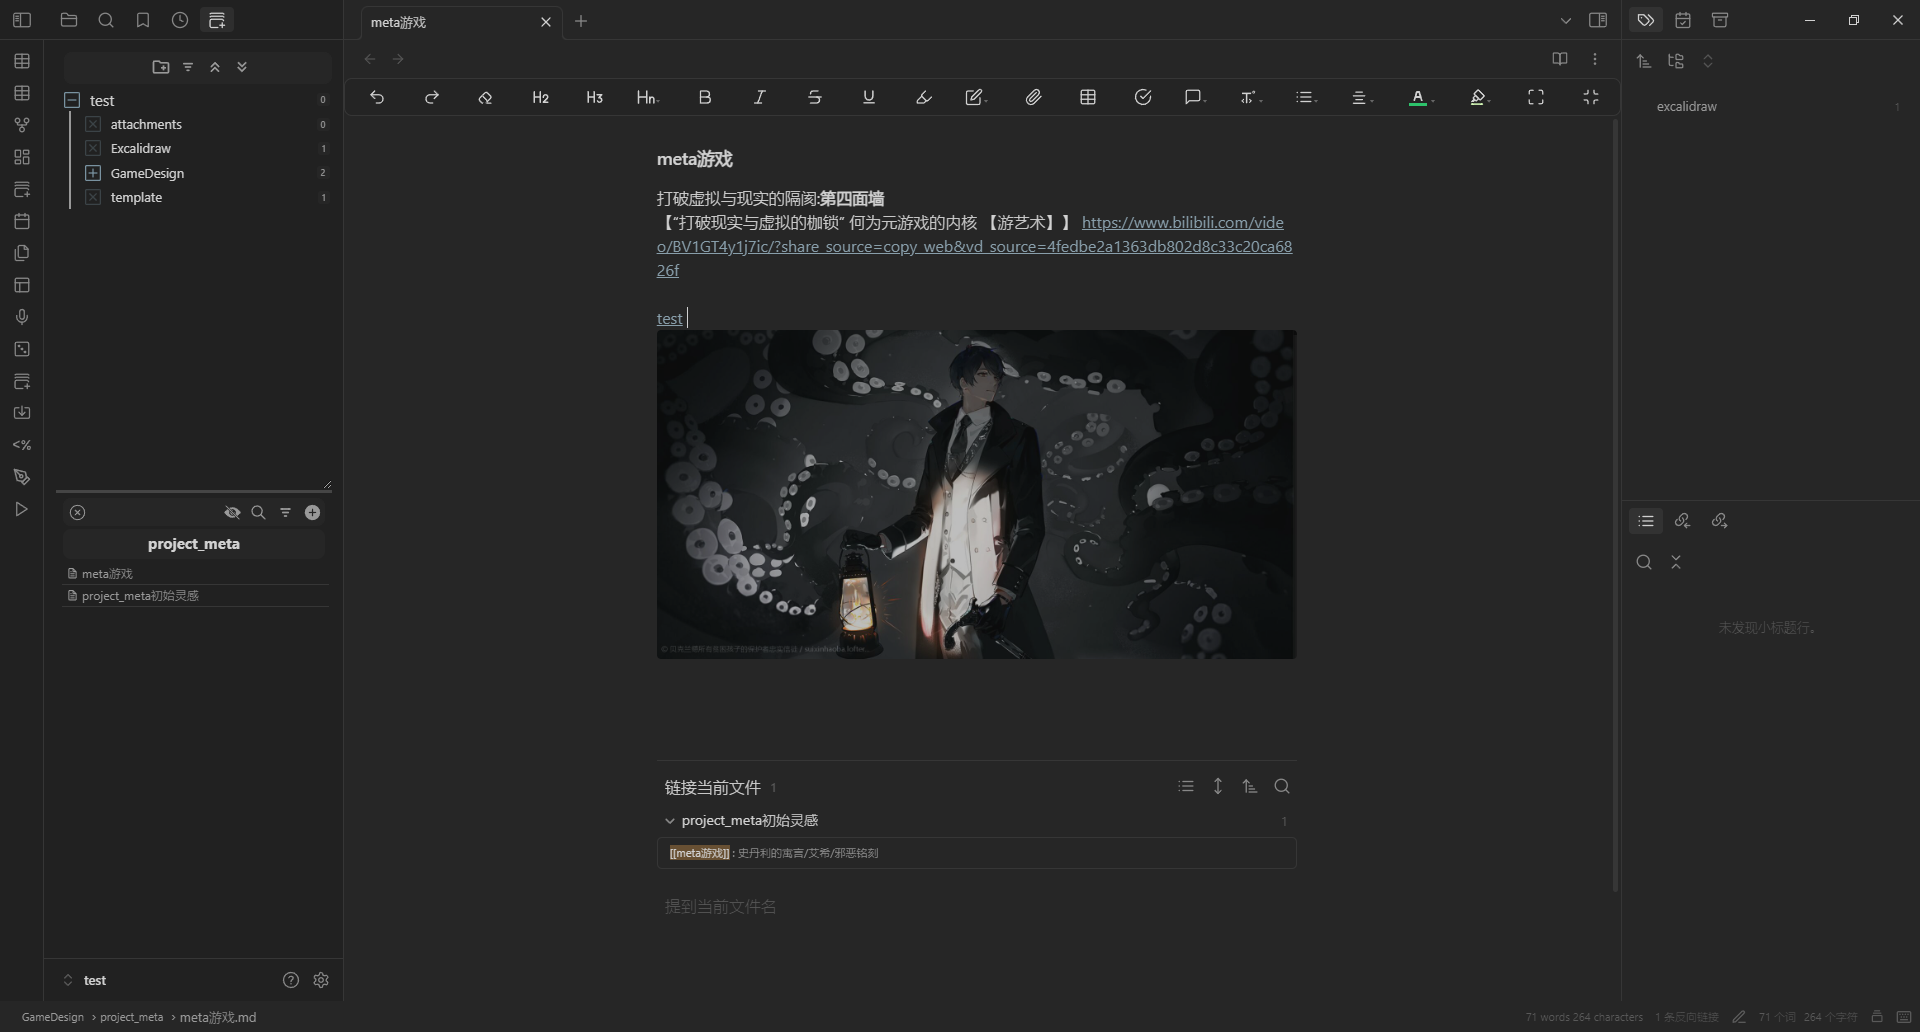 meta游戏
H2
H3
Hn
B
I
S
U
A
test 0
attachments 0
Excalidraw 1
GameDesign 2
template 1
excalidraw 1
<%
meta游戏
打破虚拟与现实的隔阂:第四面墙
【“打破现实与虚拟的枷锁” 何为元游戏的内核 【游艺术】】 https://www.bilibili.com/vide
o/BV1GT4y1j7ic/?share_source=copy_web&vd_source=4fedbe2a1363db802d8c33c20ca68
26f
test
project_meta
meta游戏
project_meta初始灵感
未发现小标题行。
链接当前文件 1
project_meta初始灵感 1
[[meta游戏]] : 史丹利的寓言/艾希/邪恶铭刻
提到当前文件名
test
GameDesign > project_meta > meta游戏.md
71 words 264 characters 1 条反向链接 71 个词 264 个字符